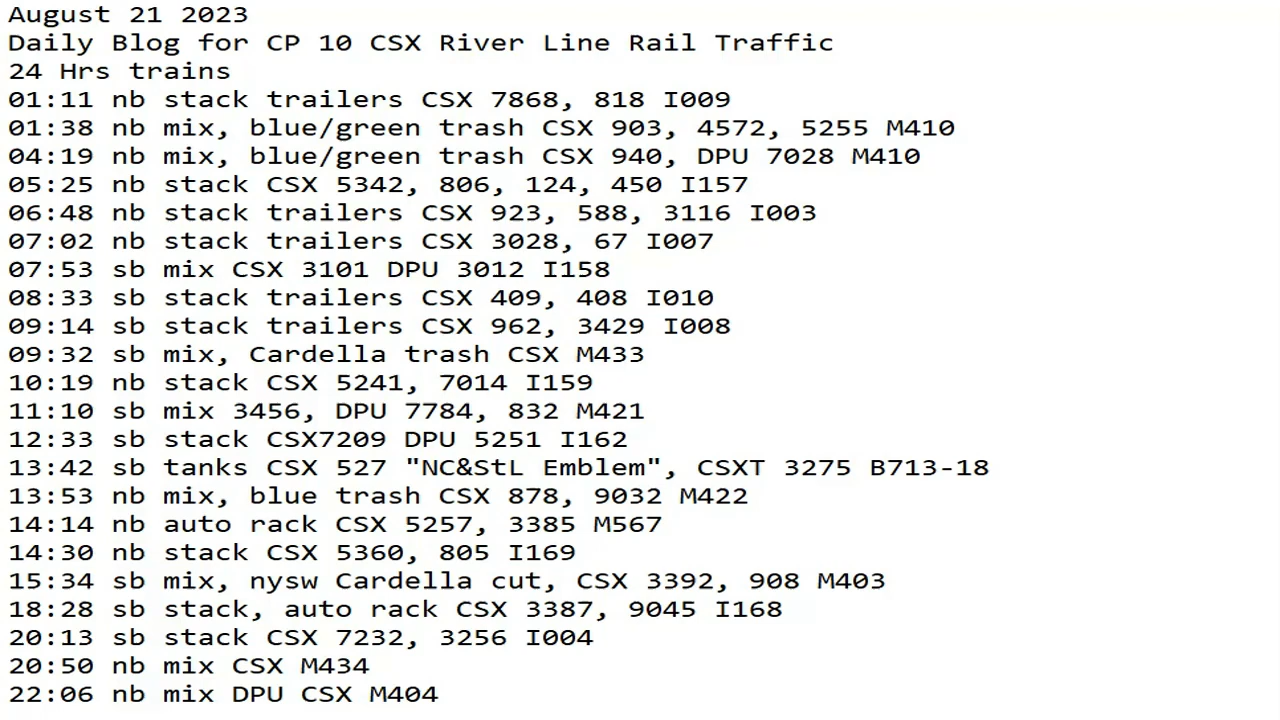 August 21 2023
Daily Blog for CP 10 CSX River Line Rail Traffic
24 Hrs trains
01:11 nb stack trailers CSX 7868, 818 I009
01:38 nb mix, blue/green trash CSX 903, 4572, 5255 M410
04:19 nb mix, blue/green trash CSX 940, DPU 7028 M410
05:25 nb stack CSX 5342, 806, 124, 450 I157
06:48 nb stack trailers CSX 923, 588, 3116 I003
07:02 nb stack trailers CSX 3028, 67 I007
07:53 sb mix CSX 3101 DPU 3012 I158
08:33 sb stack trailers CSX 409, 408 I010
09:14 sb stack trailers CSX 962, 3429 I008
09:32 sb mix, Cardella trash CSX M433
10:19 nb stack CSX 5241, 7014 I159
11:10 sb mix 3456, DPU 7784, 832 M421
12:33 sb stack CSX7209 DPU 5251 I162
13:42 sb tanks CSX 527 "NC&StL Emblem", CSXT 3275 B713-18
13:53 nb mix, blue trash CSX 878, 9032 M422
14:14 nb auto rack CSX 5257, 3385 M567
14:30 nb stack CSX 5360, 805 I169
15:34 sb mix, nysw Cardella cut, CSX 3392, 908 M403
18:28 sb stack, auto rack CSX 3387, 9045 I168
20:13 sb stack CSX 7232, 3256 I004
20:50 nb mix CSX M434
22:06 nb mix DPU CSX M404